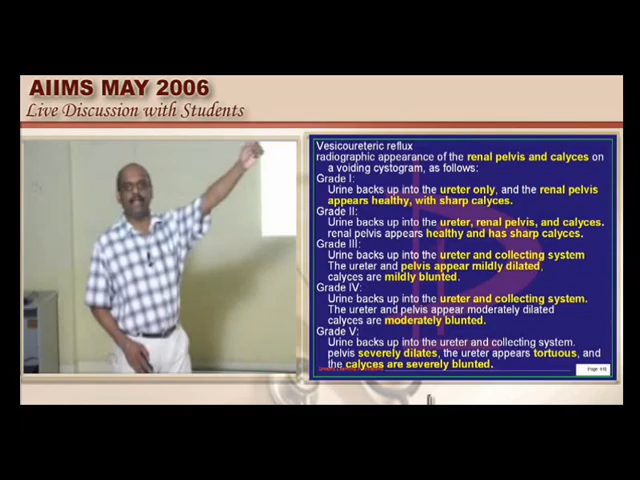 AIIMS MAY 2006
Live Discussion with Students
Vesicoureteric reflux
radiographic appearance of the renal pelvis and calyces on
a voiding cystogram, as follows:
Grade I:
Urine backs up into the ureter only, and the renal pelvis
appears healthy, with sharp calyces.
Grade II:
Urine backs up into the ureter, renal pelvis, and calyces.
renal pelvis appears healthy and has sharp calyces.
Grade III:
Urine backs up into the ureter and collecting system
The ureter and pelvis appear mildly dilated,
calyces are mildly blunted.
Grade IV:
Urine backs up into the ureter and collecting system.
The ureter and pelvis appear moderately dilated
calyces are moderately blunted.
Grade V:
Urine backs up into the ureter and collecting system.
pelvis severely dilates, the ureter appears tortuous, and
the calyces are severely blunted.
Page